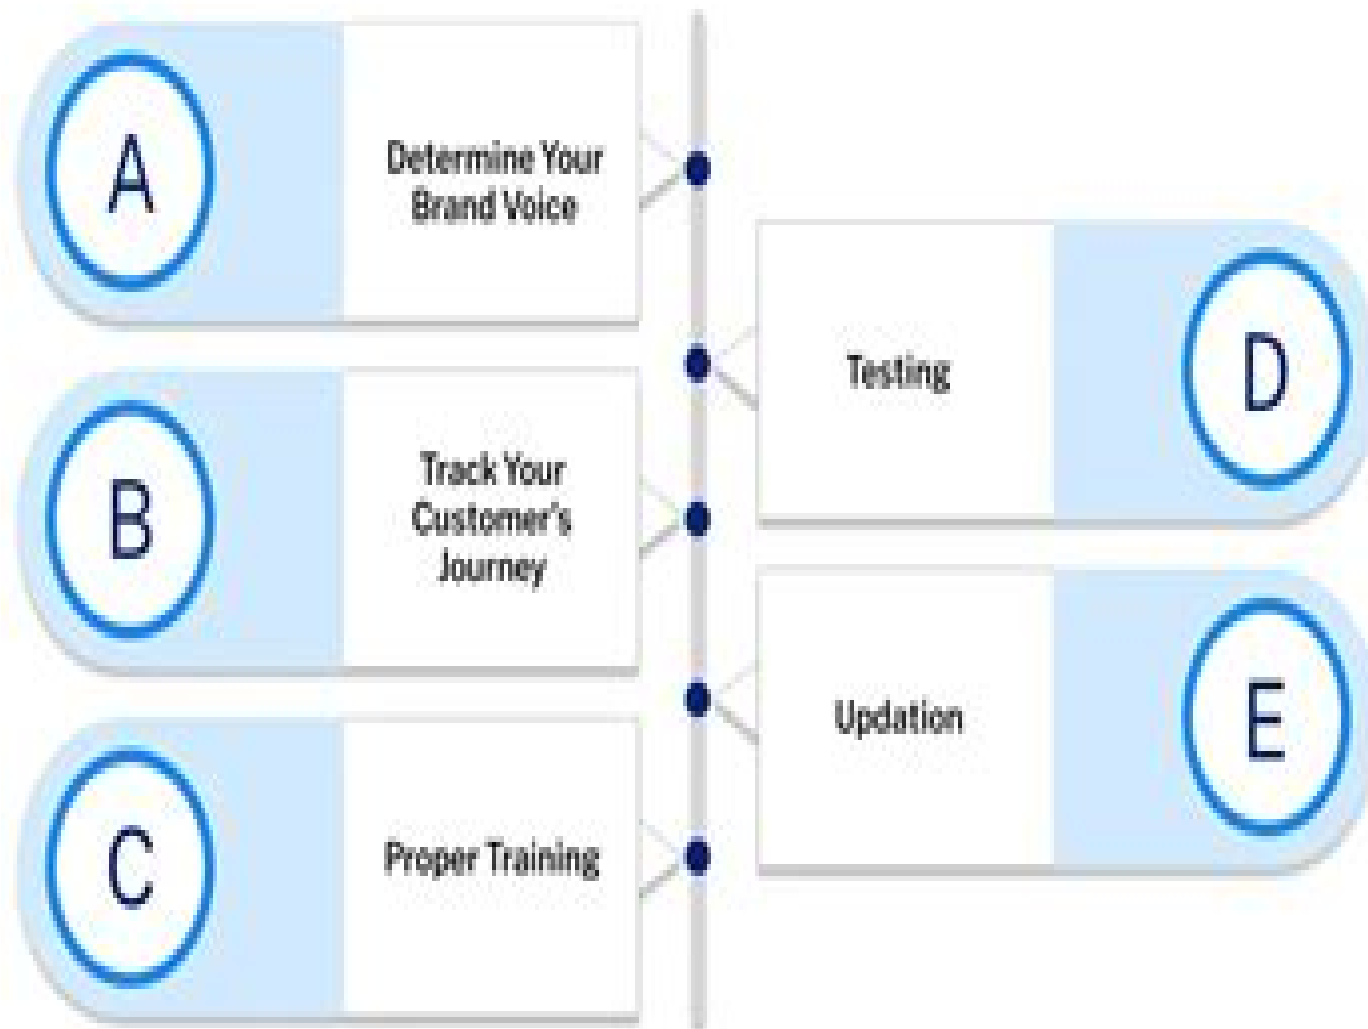 A
Determine Your
Brand Voice
B
Track Your
Customer's
Journey
C
Proper Training
D
Testing
E
Updation